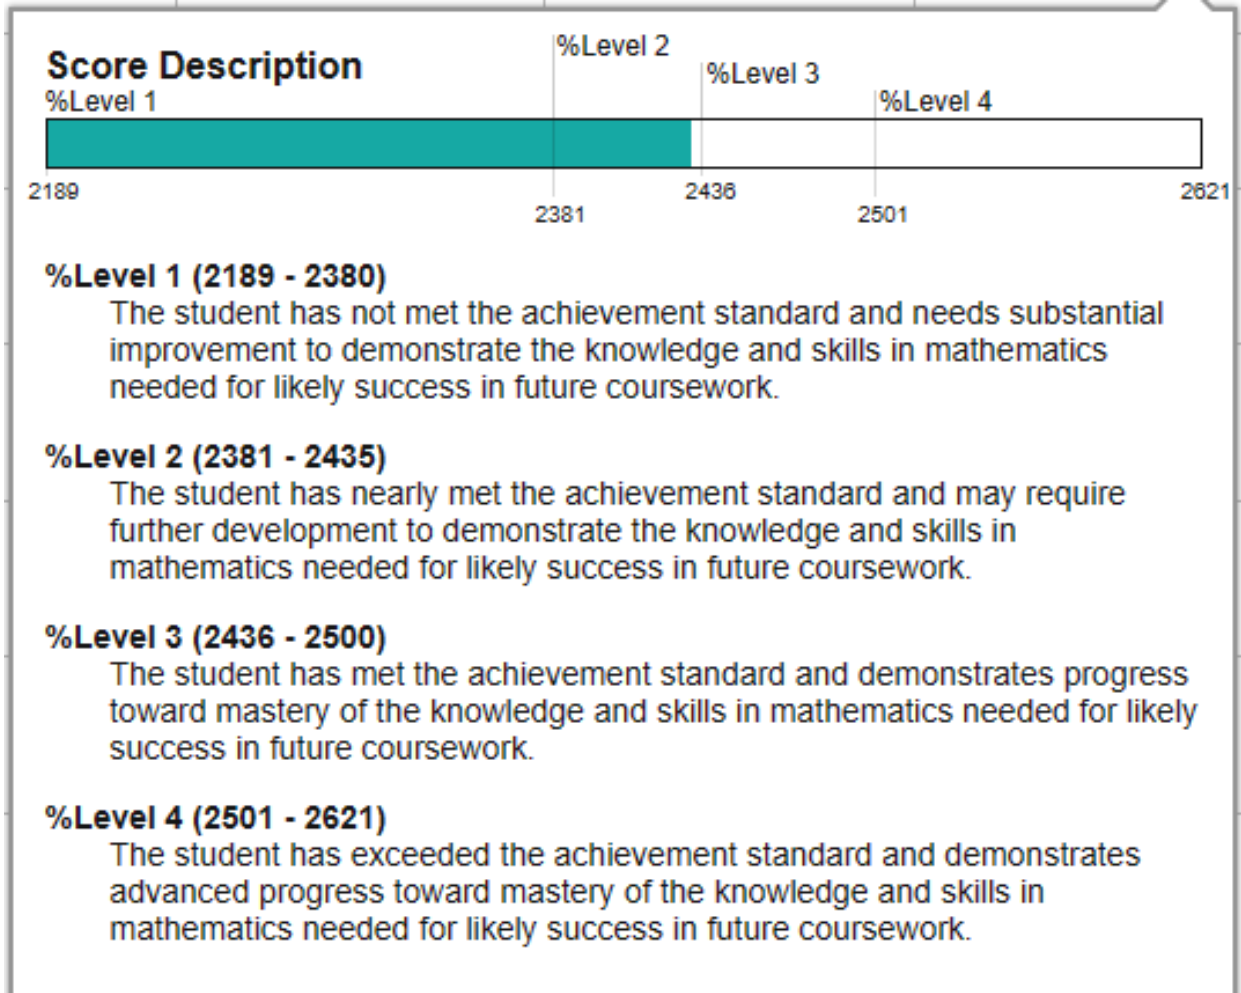 Score Description
%Level 1
%Level 2
%Level 3
%Level 4
2189
2381
2436
2501
2621
%Level 1 (2189 - 2380)
The student has not met the achievement standard and needs substantial
improvement to demonstrate the knowledge and skills in mathematics
needed for likely success in future coursework.
%Level 2 (2381 - 2435)
The student has nearly met the achievement standard and may require
further development to demonstrate the knowledge and skills in
mathematics needed for likely success in future coursework.
%Level 3 (2436 - 2500)
The student has met the achievement standard and demonstrates progress
toward mastery of the knowledge and skills in mathematics needed for likely
success in future coursework.
%Level 4 (2501 - 2621)
The student has exceeded the achievement standard and demonstrates
advanced progress toward mastery of the knowledge and skills in
mathematics needed for likely success in future coursework.